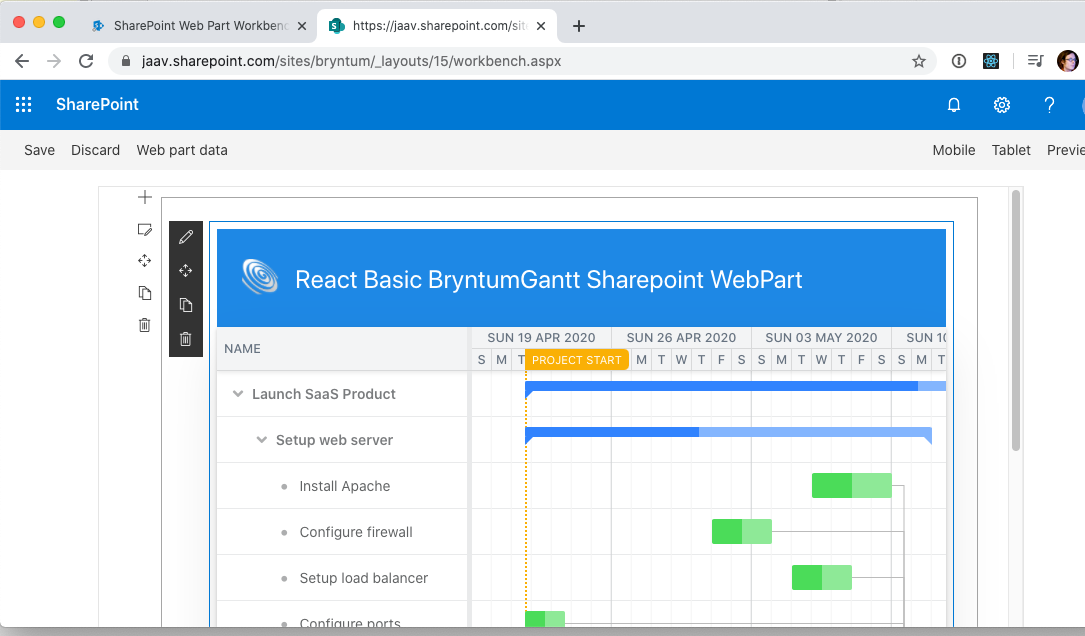 SharePoint Web Part Workbenc
https://jaav.sharepoint.com/site
jaav.sharepoint.com/sites/bryntum/_layouts/15/workbench.aspx
SharePoint
Save Discard Web part data Mobile Tablet Previe
React Basic BryntumGantt Sharepoint WebPart
NAME
SUN 19 APR 2020 SUN 26 APR 2020 SUN 03 MAY 2020 SUN 10
S M T PROJECT START M T W T F S S M T W T F S S M T
Launch SaaS Product
Setup web server
Install Apache
Configure firewall
Setup load balancer
Configure ports